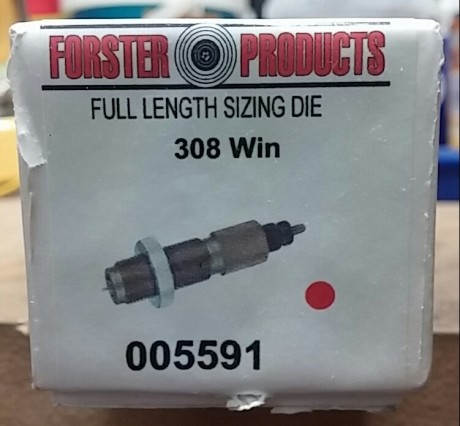 FORSTER PRODUCTS
FULL LENGTH SIZING DIE
308 Win
005591